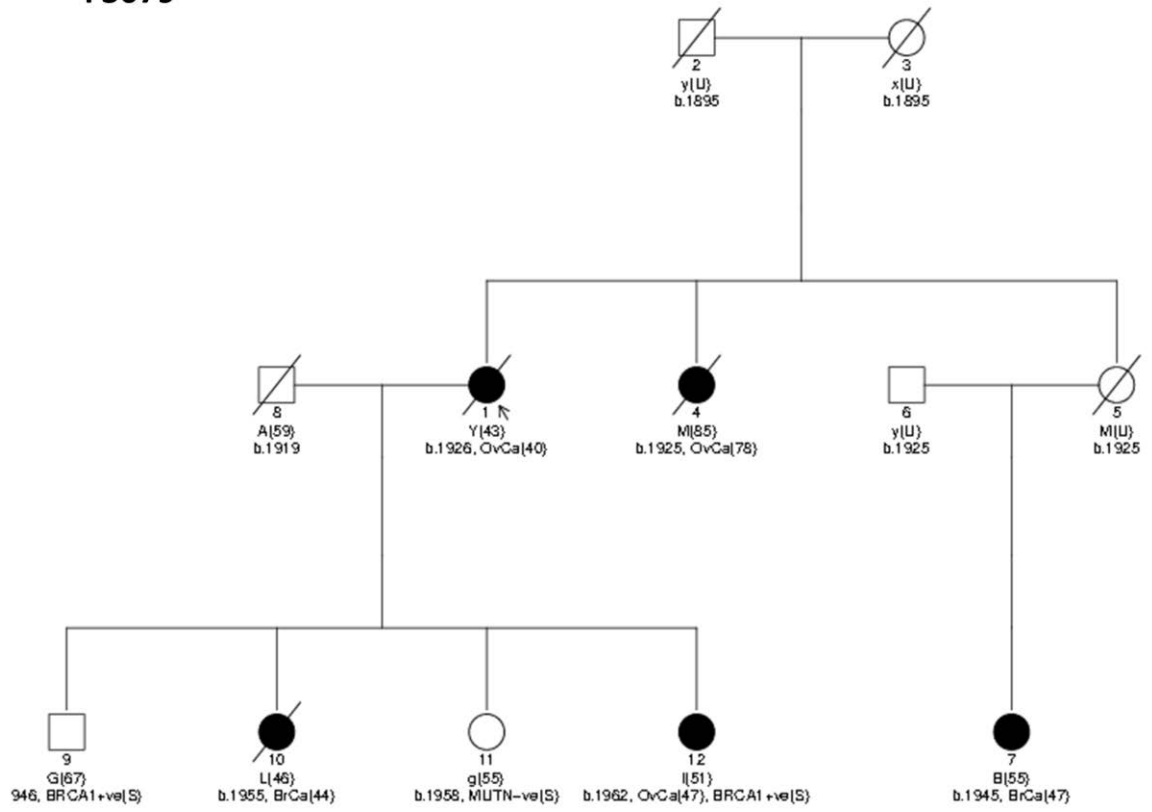 2
y(U)
b.1895
3
x(U)
b.1895
8
A(59)
b.1919
1
Y(43)
b.1926, OvCa(40)
4
M(85)
b.1925, OvCa(78)
6
y(U)
b.1925
5
M(U)
b.1925
9
G(67)
946, BRCA1+ve(S)
10
L(46)
b.1955, BrCa(44)
11
g(55)
b.1958, MUTN-ve(S)
12
I(51)
b.1962, OvCa(47), BRCA1+ve(S)
7
B(55)
b.1945, BrCa(47)